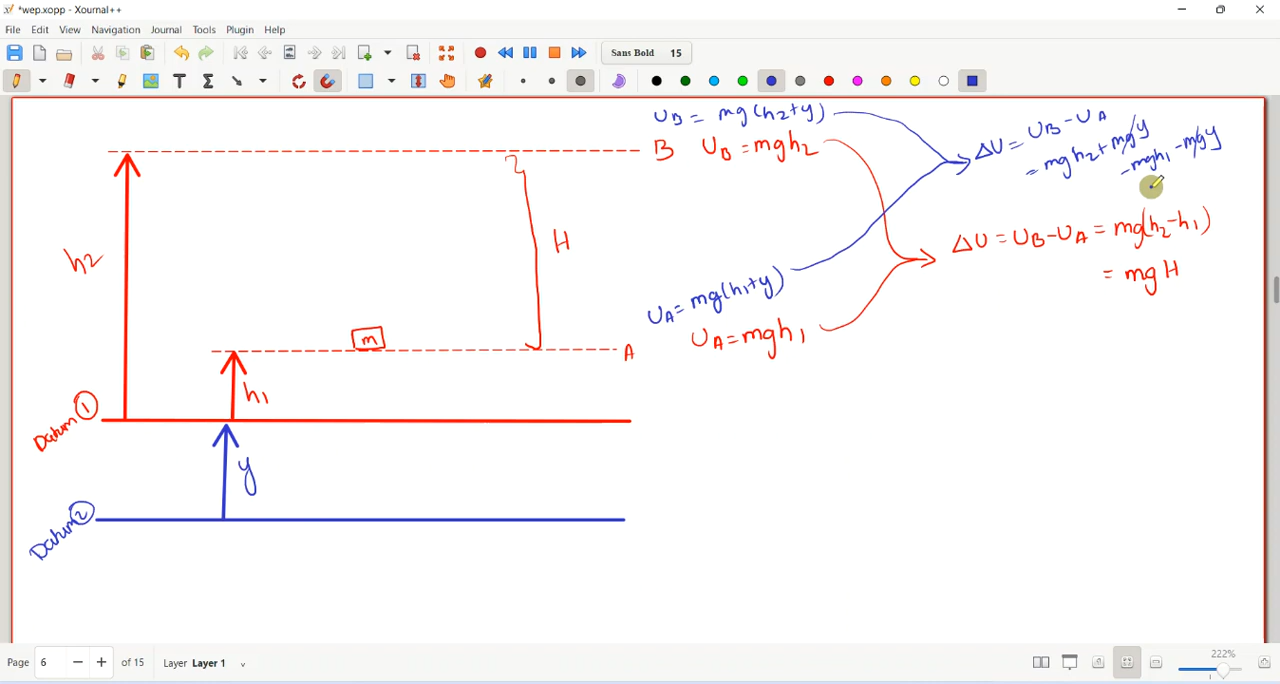 *wep.xopp - Xournal++
File Edit View Navigation Journal Tools Plugin Help
Sans Bold 15
U_B = mg(h2+y)
B U_B = mgh2
ΔU = U_B - U_A
= mgh2 + mgy
-mgh1 - mgy
h2
H
ΔU = U_B - U_A = mg(h2-h1)
= mgH
U_A = mg(h1+y)
U_A = mgh1
m
A
h1
Datum ①
y
Datum ②
Page 6 of 15 Layer Layer 1
222%